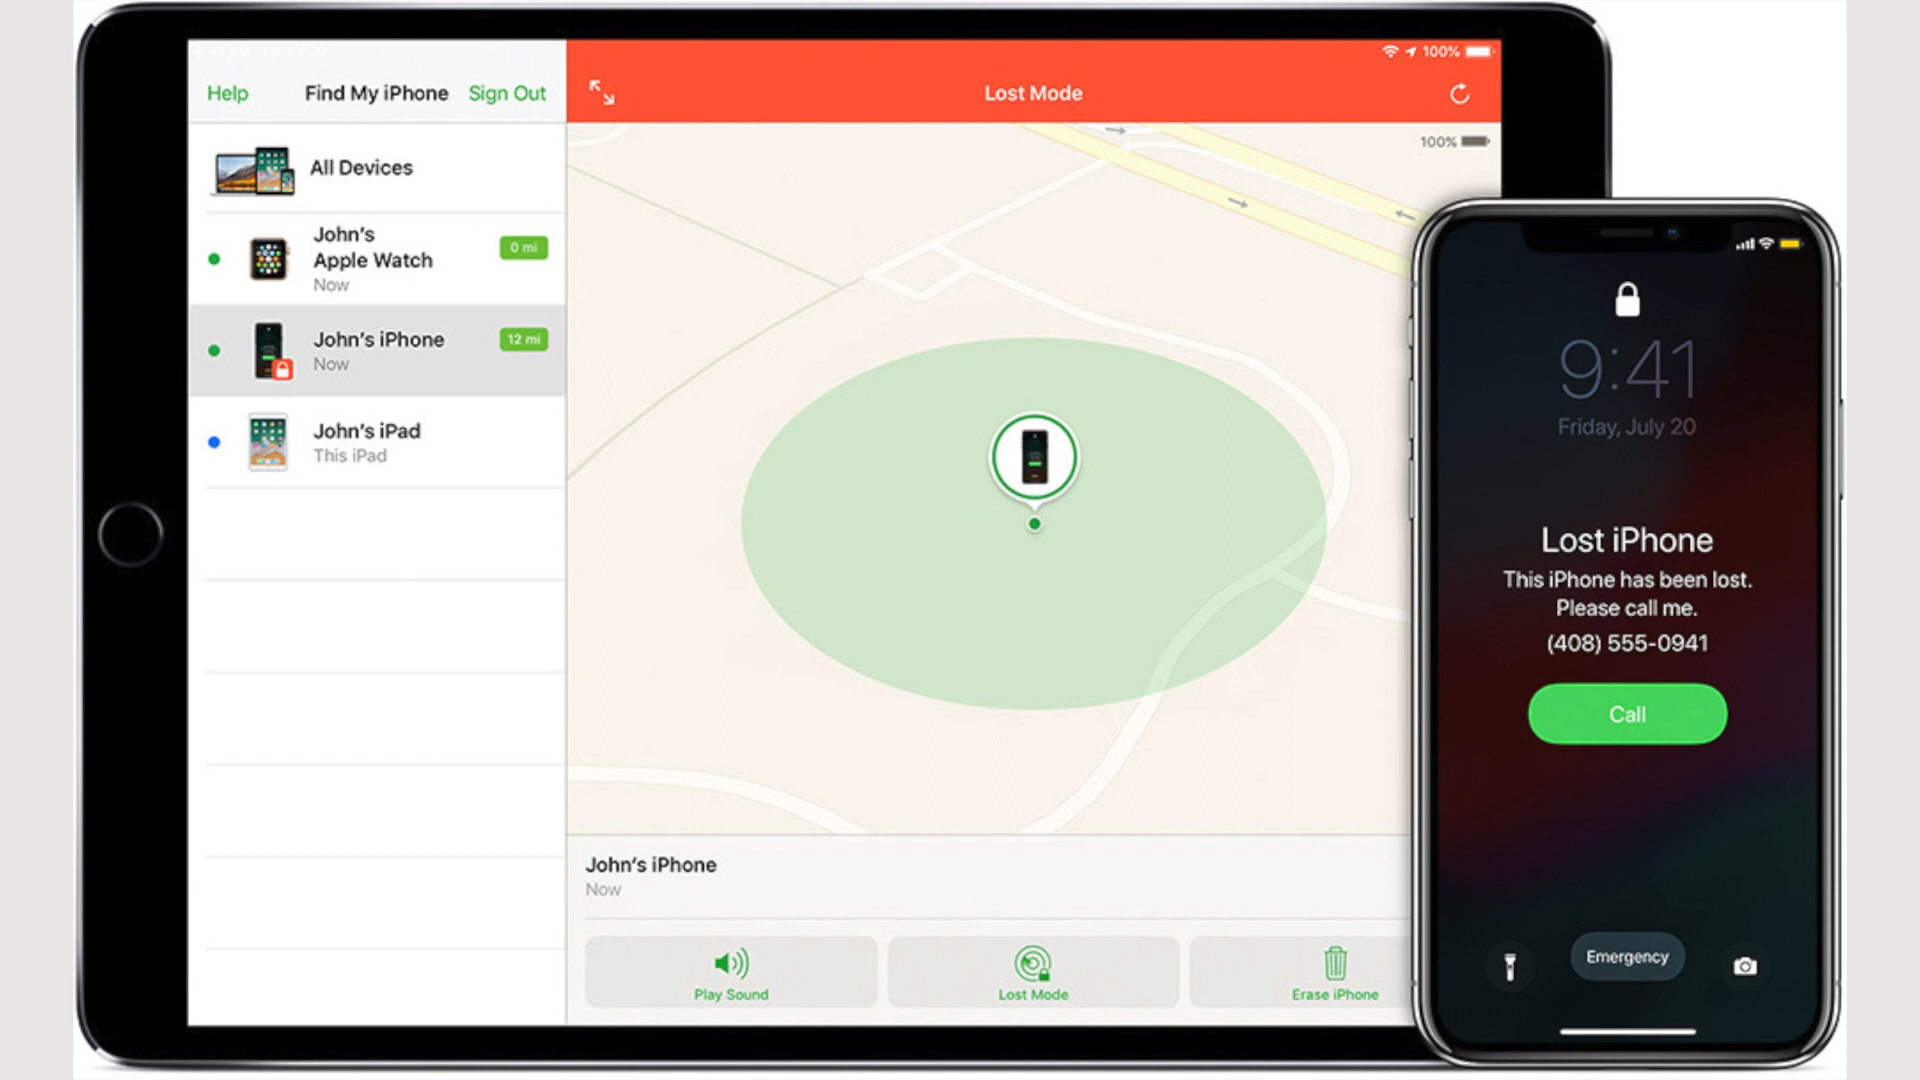 Help
Find My iPhone
Sign Out
All Devices
John's
Apple Watch
Now
0 mi
John's iPhone
Now
12 mi
John's iPad
This iPad
100%
Lost Mode
100%
John's iPhone
Now
Play Sound
Lost Mode
Erase iPhone
9:41
Friday, July 20
Lost iPhone
This iPhone has been lost.
Please call me.
(408) 555-0941
Call
Emergency